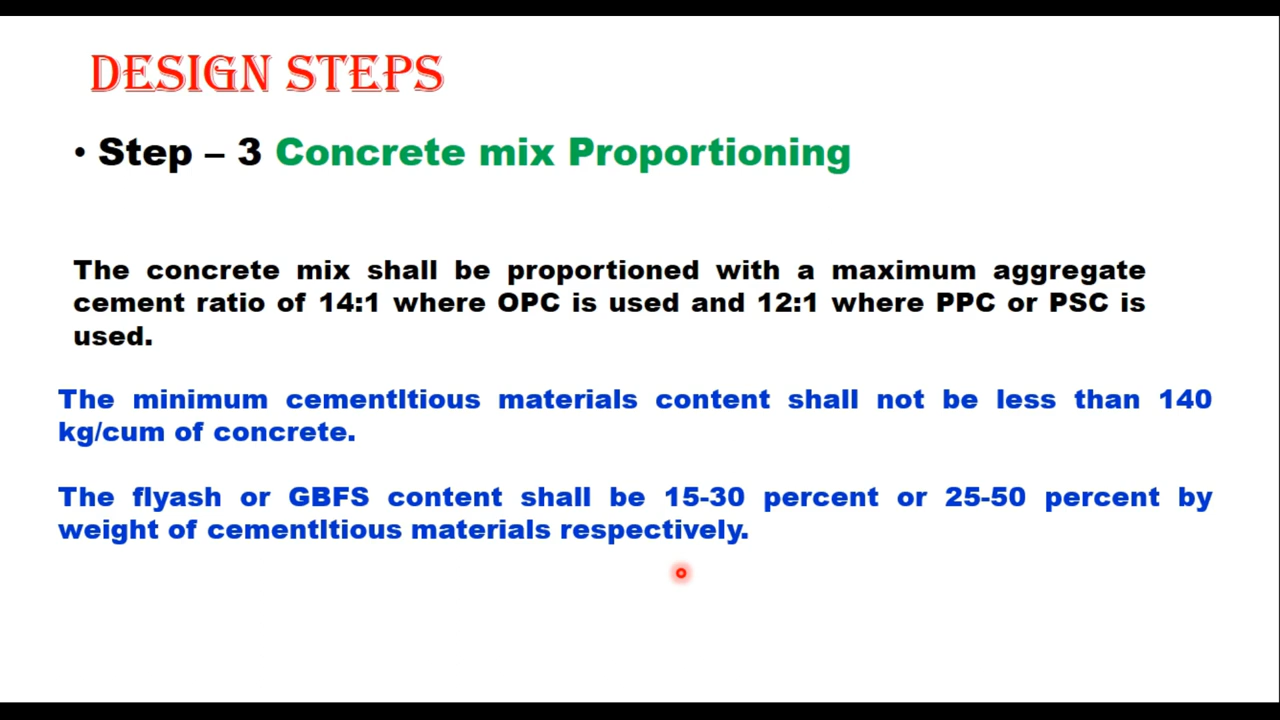 DESIGN STEPS
• Step – 3 Concrete mix Proportioning
The concrete mix shall be proportioned with a maximum aggregate
cement ratio of 14:1 where OPC is used and 12:1 where PPC or PSC is
used.
The minimum cementItious materials content shall not be less than 140
kg/cum of concrete.
The flyash or GBFS content shall be 15-30 percent or 25-50 percent by
weight of cementItious materials respectively.